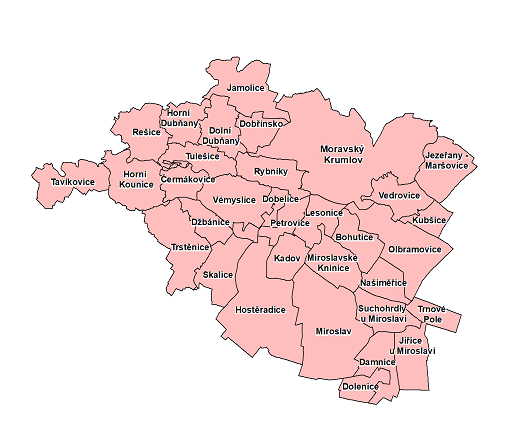 Jamolice
Horní
Dubňany
Dobřínsko
Rešice
Dolní
Dubňany
Moravský
Krumlov
Jezeřany -
Maršovice
Tulešice
Rybníky
Horní
Kounice
Čermákovice
Tavíkovice
Vedrovice
Vémyslice
Dobelice
Lesonice
Kubšice
Džbánice
Petrovice
Bohutice
Trstěnice
Olbramovice
Kadov
Miroslavské
Knínice
Skalice
Našiměřice
Hostěradice
Suchohrdly
u Miroslavi
Trnové
Pole
Miroslav
Jiřice
u Miroslavi
Damnice
Dolenice